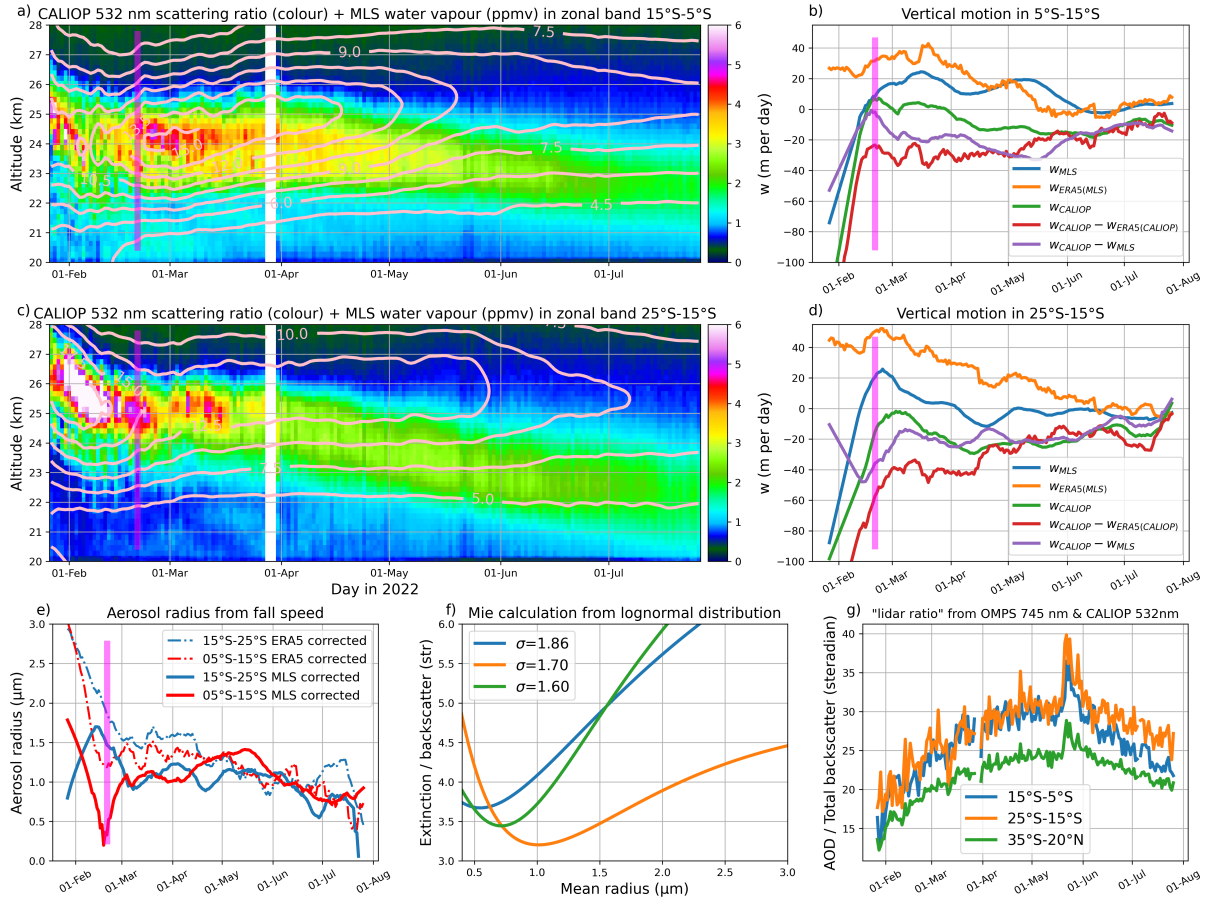 a) CALIOP 532 nm scattering ratio (colour) + MLS water vapour (ppmv) in zonal band 15°S-5°S
Altitude (km)
28
27
26
25
24
23
22
21
20
7.5
9.0
7.5
10.5
6.0
4.5
01-Feb
01-Mar
01-Apr
01-May
01-Jun
01-Jul
6
5
4
3
2
1
0
b) Vertical motion in 5°S-15°S
w (m per day)
40
20
0
−20
−40
−60
−80
−100
w_MLS
w_ERA5(MLS)
w_CALIOP
w_CALIOP − w_ERA5(CALIOP)
w_CALIOP − w_MLS
01-Feb
01-Mar
01-Apr
01-May
01-Jun
01-Jul
01-Aug
c) CALIOP 532 nm scattering ratio (colour) + MLS water vapour (ppmv) in zonal band 25°S-15°S
Altitude (km)
28
27
26
25
24
23
22
21
20
10.0
7.5
7.5
5.0
01-Feb
01-Mar
01-Apr
01-May
01-Jun
01-Jul
Day in 2022
6
5
4
3
2
1
0
d) Vertical motion in 25°S-15°S
w (m per day)
40
20
0
−20
−40
−60
−80
−100
w_MLS
w_ERA5(MLS)
w_CALIOP
w_CALIOP − w_ERA5(CALIOP)
w_CALIOP − w_MLS
01-Feb
01-Mar
01-Apr
01-May
01-Jun
01-Jul
01-Aug
e) Aerosol radius from fall speed
Aerosol radius (μm)
3.0
2.5
2.0
1.5
1.0
0.5
0.0
15°S-25°S ERA5 corrected
05°S-15°S ERA5 corrected
15°S-25°S MLS corrected
05°S-15°S MLS corrected
01-Feb
01-Mar
01-Apr
01-May
01-Jun
01-Jul
01-Aug
f) Mie calculation from lognormal distribution
Extinction / backscatter (str)
6.0
5.5
5.0
4.5
4.0
3.5
3.0
σ=1.86
σ=1.70
σ=1.60
0.5
1.0
1.5
2.0
2.5
3.0
Mean radius (μm)
g) "lidar ratio" from OMPS 745 nm & CALIOP 532nm
AOD / Total backscatter (steradian)
40
35
30
25
20
15
15°S-5°S
25°S-15°S
35°S-20°N
01-Feb
01-Mar
01-Apr
01-May
01-Jun
01-Jul
01-Aug